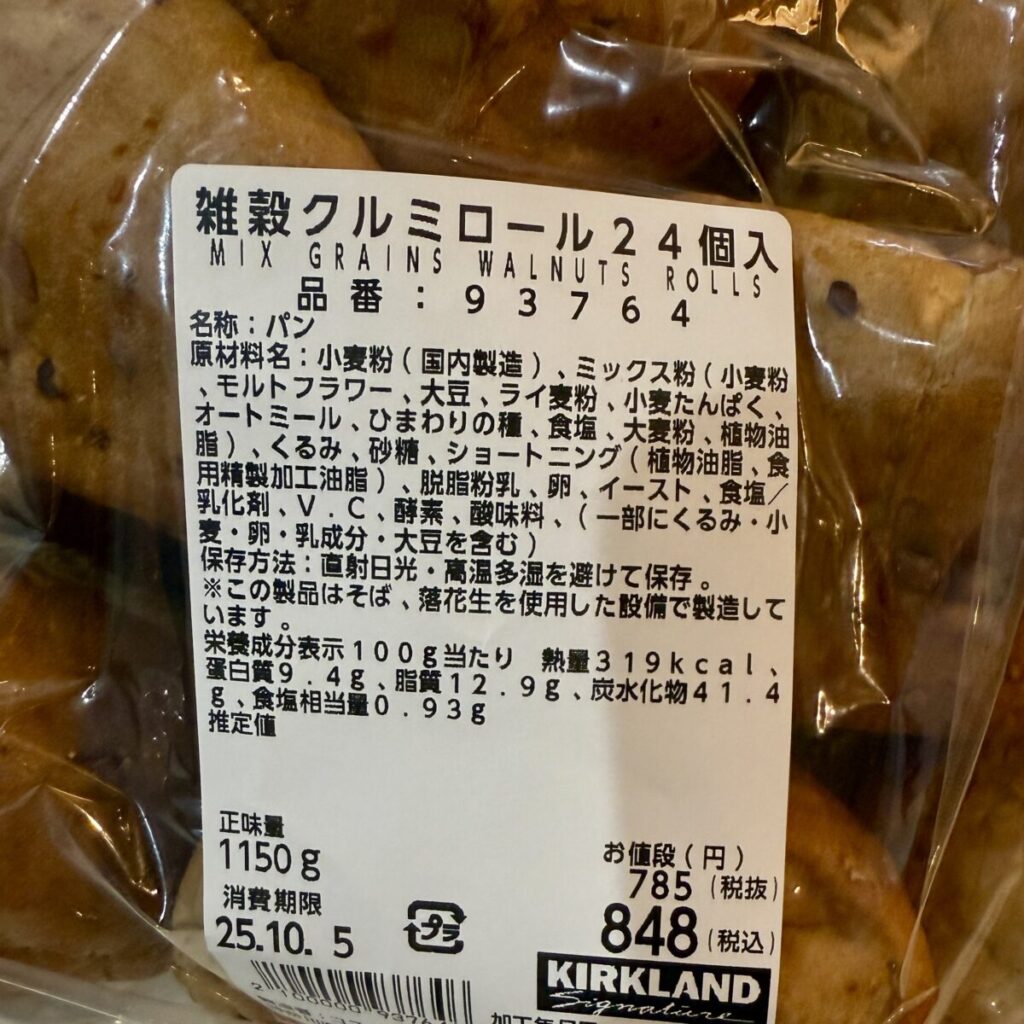 雑穀クルミロール24個入
MIX GRAINS WALNUTS ROLLS
品番:93764
名称:パン
原材料名:小麦粉(国内製造)、ミックス粉(小麦粉
、モルトフラワー、大豆、ライ麦粉、小麦たんぱく、
オートミール、ひまわりの種、食塩、大麦粉、植物油
脂)、くるみ、砂糖、ショートニング(植物油脂、食
用精製加工油脂)、脱脂粉乳、卵、イースト、食塩/
乳化剤、V.C、酵素、酸味料、(一部にくるみ・小
麦・卵・乳成分・大豆を含む)
保存方法:直射日光・高温多湿を避けて保存。
※この製品はそば、落花生を使用した設備で製造して
います。
栄養成分表示100g当たり 熱量319kcal、
蛋白質9.4g、脂質12.9g、炭水化物41.4
g、食塩相当量0.93g
推定値
正味量
1150g
お値段(円)
785(税抜)
消費期限
25.10. 5
プラ
848(税込)
KIRKLAND
Signature